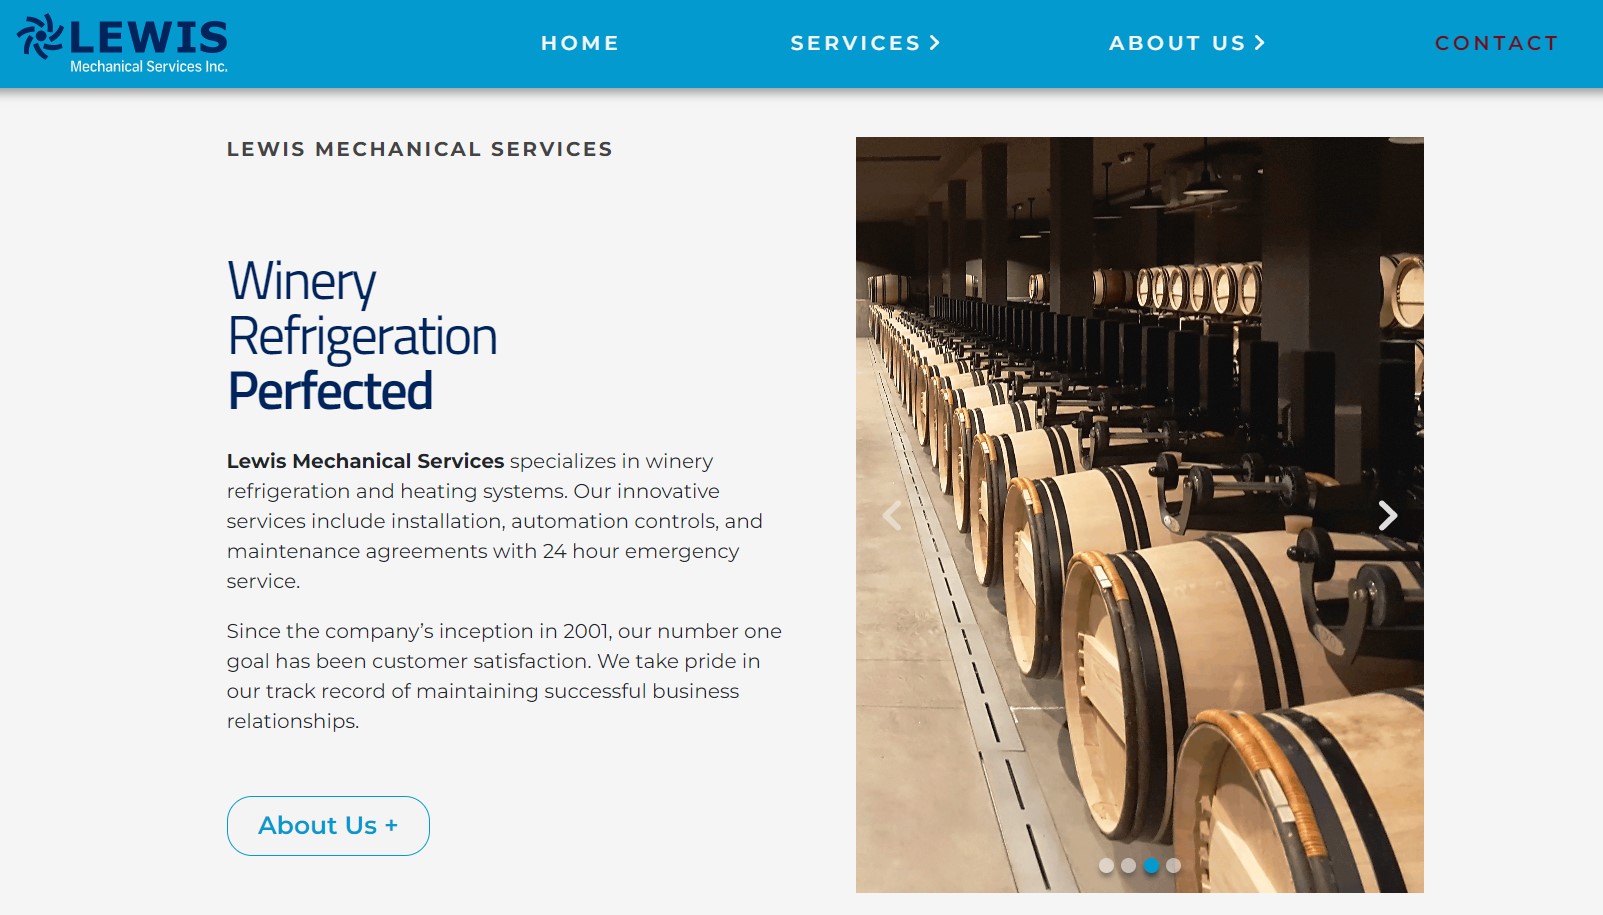 LEWIS
Mechanical Services Inc.
HOME
SERVICES
ABOUT US
CONTACT
LEWIS MECHANICAL SERVICES
Winery
Refrigeration
Perfected
Lewis Mechanical Services specializes in winery
refrigeration and heating systems. Our innovative
services include installation, automation controls, and
maintenance agreements with 24 hour emergency
service.
Since the company’s inception in 2001, our number one
goal has been customer satisfaction. We take pride in
our track record of maintaining successful business
relationships.
About Us +